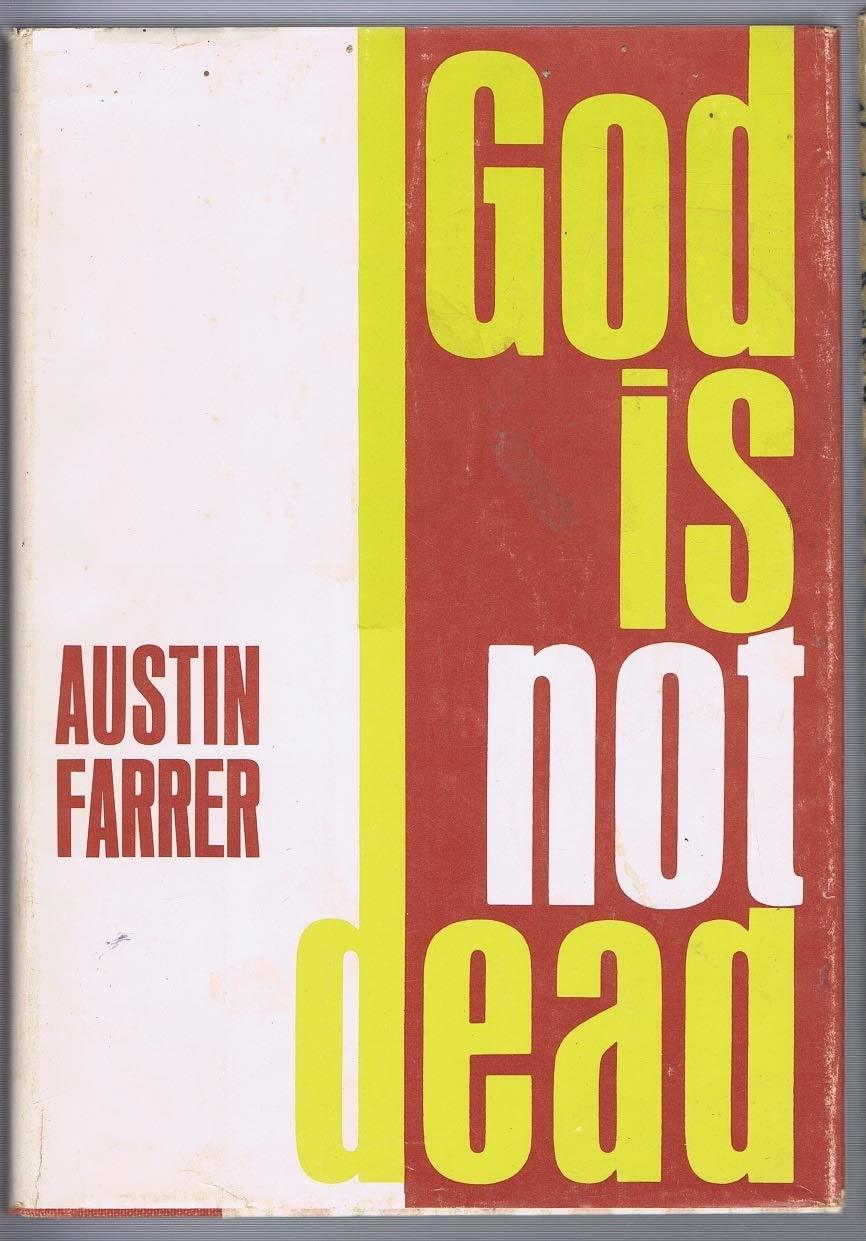 God
is
not
dead
AUSTIN
FARRER